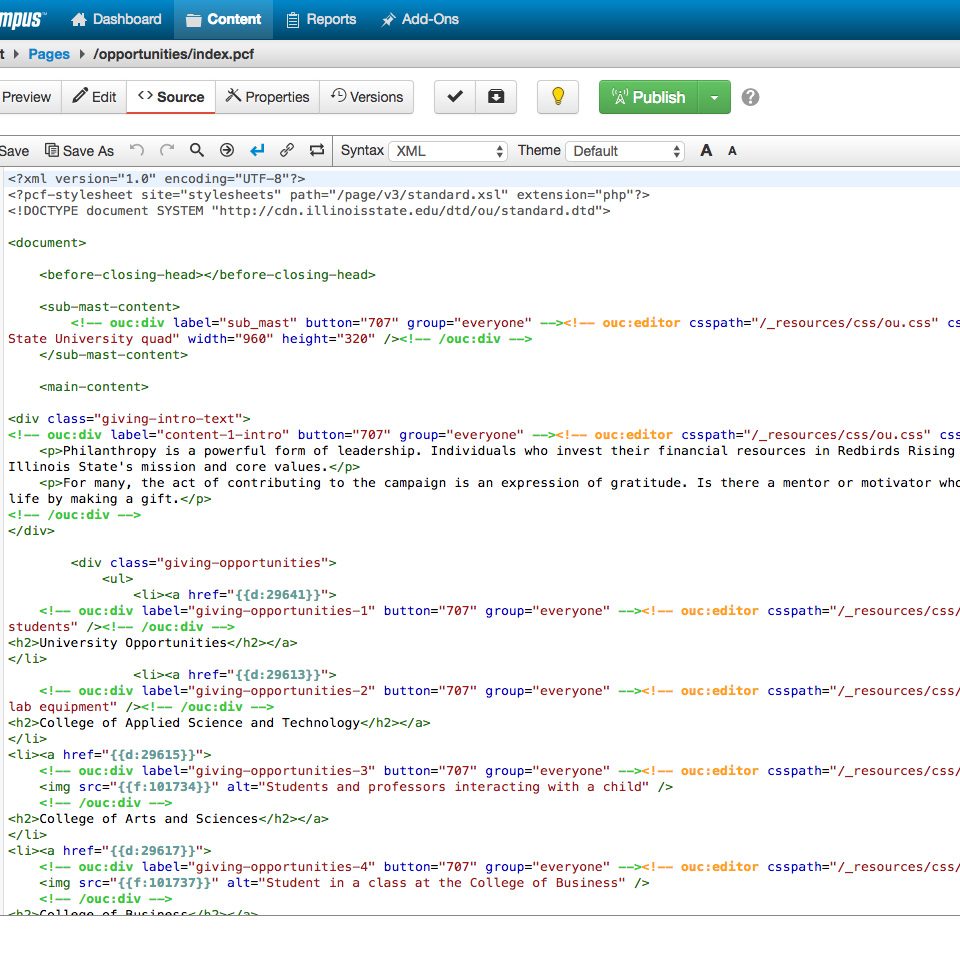 mpus™ Dashboard Content Reports Add-Ons
t Pages /opportunities/index.pcf
Preview Edit <> Source Properties Versions Publish ?
Save Save As Syntax XML Theme Default A A
<?xml version="1.0" encoding="UTF-8"?>
<?pcf-stylesheet site="stylesheets" path="/page/v3/standard.xsl" extension="php"?>
<!DOCTYPE document SYSTEM "http://cdn.illinoisstate.edu/dtd/ou/standard.dtd">
<document>
<before-closing-head></before-closing-head>
<sub-mast-content>
<!-- ouc:div label="sub_mast" button="707" group="everyone" --><!-- ouc:editor csspath="/_resources/css/ou.css" cs
State University quad" width="960" height="320" /><!-- /ouc:div -->
</sub-mast-content>
<main-content>
<div class="giving-intro-text">
<!-- ouc:div label="content-1-intro" button="707" group="everyone" --><!-- ouc:editor csspath="/_resources/css/ou.css" css
<p>Philanthropy is a powerful form of leadership. Individuals who invest their financial resources in Redbirds Rising
Illinois State's mission and core values.</p>
<p>For many, the act of contributing to the campaign is an expression of gratitude. Is there a mentor or motivator who
life by making a gift.</p>
<!-- /ouc:div -->
</div>
<div class="giving-opportunities">
<ul>
<li><a href="{{d:29641}}">
<!-- ouc:div label="giving-opportunities-1" button="707" group="everyone" --><!-- ouc:editor csspath="/_resources/css/
students" /><!-- /ouc:div -->
<h2>University Opportunities</h2></a>
</li>
<li><a href="{{d:29613}}">
<!-- ouc:div label="giving-opportunities-2" button="707" group="everyone" --><!-- ouc:editor csspath="/_resources/css/
lab equipment" /><!-- /ouc:div -->
<h2>College of Applied Science and Technology</h2></a>
</li>
<li><a href="{{d:29615}}">
<!-- ouc:div label="giving-opportunities-3" button="707" group="everyone" --><!-- ouc:editor csspath="/_resources/css/
<img src="{{f:101734}}" alt="Students and professors interacting with a child" />
<!-- /ouc:div -->
<h2>College of Arts and Sciences</h2></a>
</li>
<li><a href="{{d:29617}}">
<!-- ouc:div label="giving-opportunities-4" button="707" group="everyone" --><!-- ouc:editor csspath="/_resources/css/
<img src="{{f:101737}}" alt="Student in a class at the College of Business" />
<!-- /ouc:div -->
<h2>College of Business</h2></a>